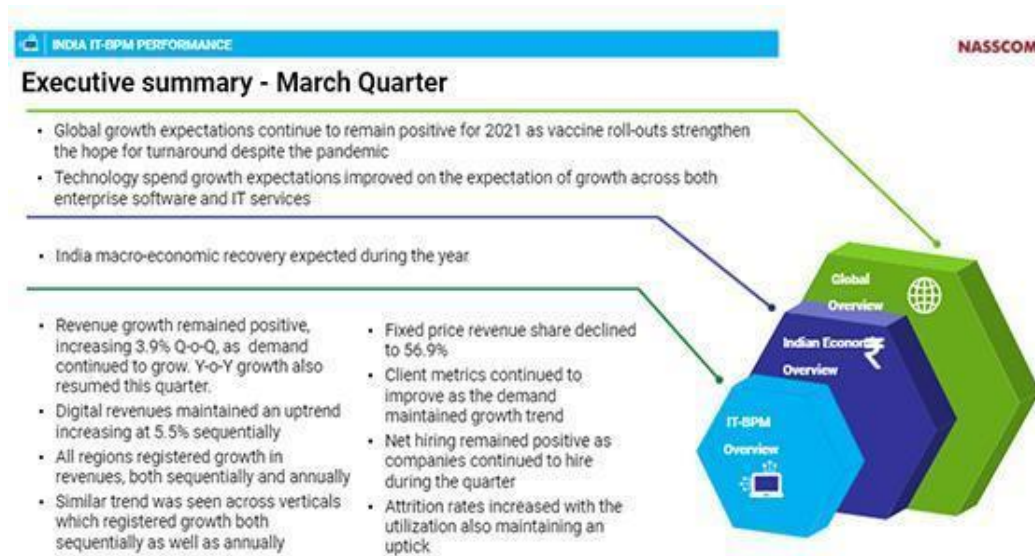 INDIA IT-BPM PERFORMANCE
NASSCOM
Executive summary - March Quarter
• Global growth expectations continue to remain positive for 2021 as vaccine roll-outs strengthen
the hope for turnaround despite the pandemic
• Technology spend growth expectations improved on the expectation of growth across both
enterprise software and IT services
• India macro-economic recovery expected during the year
• Revenue growth remained positive,
increasing 3.9% Q-o-Q, as demand
continued to grow. Y-o-Y growth also
resumed this quarter.
• Digital revenues maintained an uptrend
increasing at 5.5% sequentially
• All regions registered growth in
revenues, both sequentially and annually
• Similar trend was seen across verticals
which registered growth both
sequentially as well as annually
• Fixed price revenue share declined
to 56.9%
• Client metrics continued to
improve as the demand
maintained growth trend
• Net hiring remained positive as
companies continued to hire
during the quarter
• Attrition rates increased with the
utilization also maintaining an
uptick
Global
Overview
Indian Economy
₹
Overview
IT-BPM
Overview